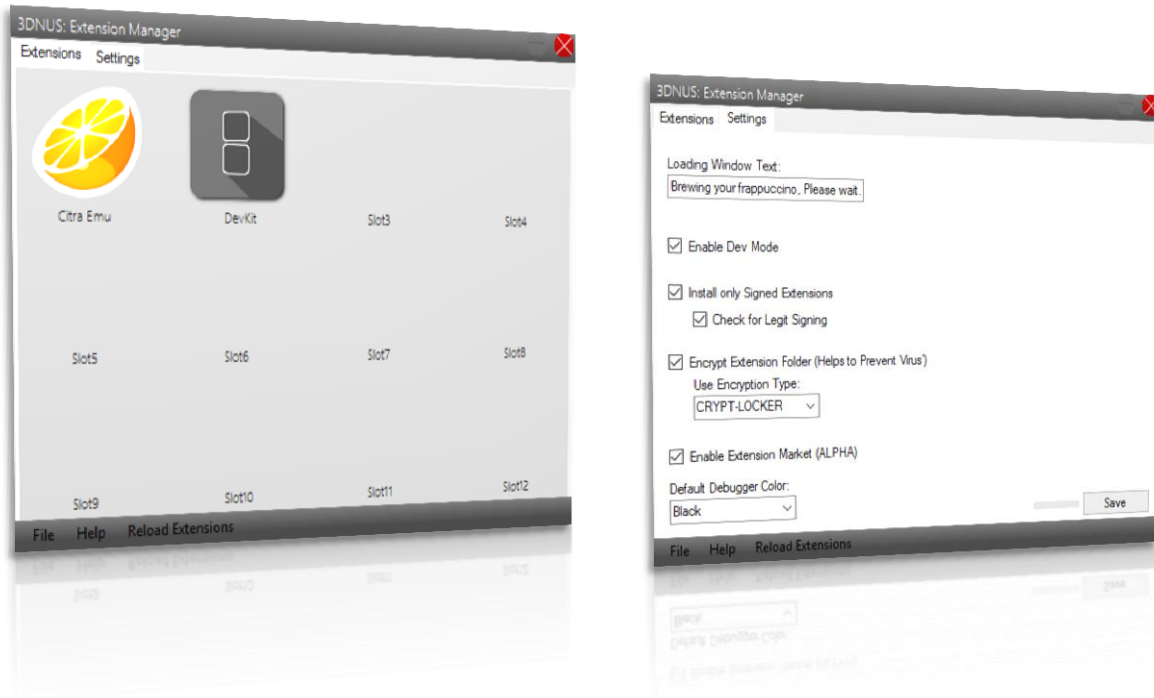 3DNUS: Extension Manager
Extensions Settings
Citra Emu DevKit Slot3 Slot4
Slot5 Slot6 Slot7 Slot8
Slot9 Slot10 Slot11 Slot12
File Help Reload Extensions
3DNUS: Extension Manager
Extensions Settings
Loading Window Text:
Brewing your frappuccino, Please wait.
Enable Dev Mode
Install only Signed Extensions
Check for Legit Signing
Encrypt Extension Folder (Helps to Prevent Virus')
Use Encryption Type:
CRYPT-LOCKER
Enable Extension Market (ALPHA)
Default Debugger Color:
Black
Save
File Help Reload Extensions